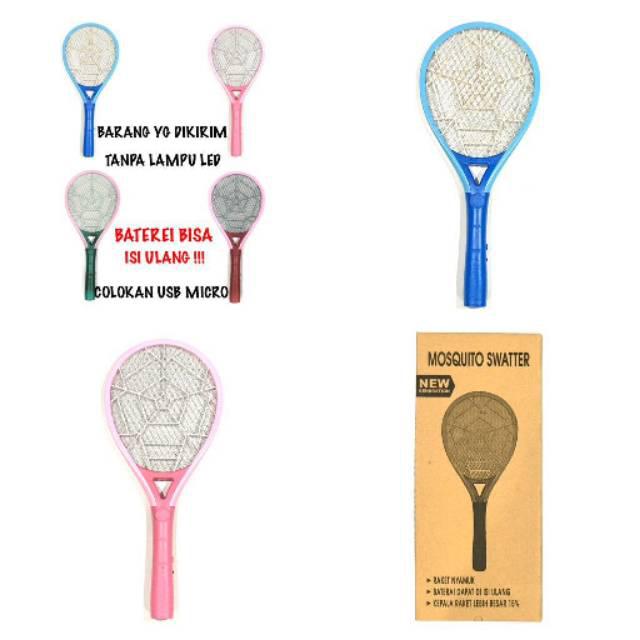 BARANG YG DIKIRIM
TANPA LAMPU LED
BATEREI BISA
ISI ULANG !!!
COLOKAN USB MICRO
MOSQUITO SWATTER
NEW
GENERATION
RAKET NYAMUK
BATERAI DAPAT DI ISI ULANG
KEPALA RAKET LEBIH BESAR 15%